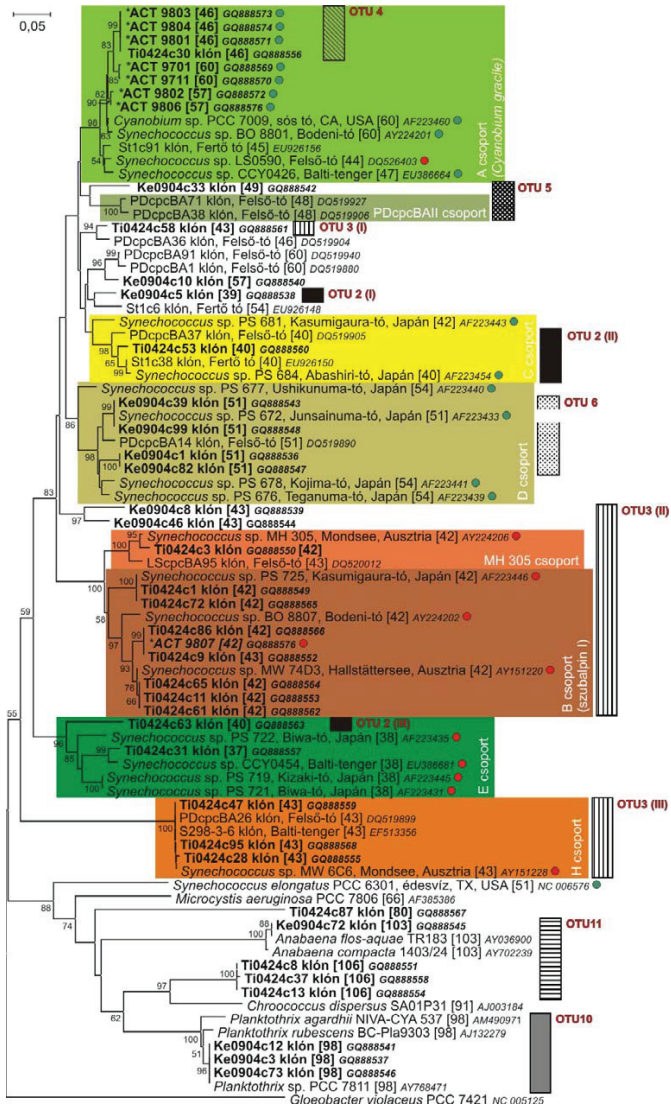 0,05
*ACT 9803 [46] GQ888573
OTU 4
*ACT 9804 [46] GQ888574
*ACT 9801 [46] GQ888571
Ti0424c30 klón [46] GQ888556
*ACT 9701 [60] GQ888569
*ACT 9711 [60] GQ888570
*ACT 9802 [57] GQ888572
*ACT 9806 [57] GQ888576
Cyanobium sp. PCC 7009, sós tó, CA, USA [60] AF223460
Synechococcus sp. BO 8801, Bodeni-tó [60] AY224201
St1c91 klón, Fertő tó [45] EU926156
Synechococcus sp. LS0590, Felső-tó [44] DQ526403
Synechococcus sp. CCY0426, Balti-tenger [47] EU386664
A csoport
(Cyanobium gracile)
Ke0904c33 klón [49] GQ888542
OTU 5
PDcpcBA71 klón, Felső-tó [48] DQ519927
PDcpcBA38 klón, Felső-tó [48] DQ519906
PDcpcBAII csoport
Ti0424c58 klón [43] GQ888561
OTU 3 (I)
PDcpcBA36 klón, Felső-tó [46] DQ519904
PDcpcBA91 klón, Felső-tó [60] DQ519940
PDcpcBA1 klón, Felső-tó [60] DQ519880
Ke0904c10 klón [57] GQ888540
Ke0904c5 klón [39] GQ888538
OTU 2 (I)
St1c6 klón, Fertő tó [54] EU926148
Synechococcus sp. PS 681, Kasumigaura-tó, Japán [42] AF223443
PDcpcBA37 klón, Felső-tó [40] DQ519905
Ti0424c53 klón [40] GQ888560
St1c38 klón, Fertő tó [40] EU926150
Synechococcus sp. PS 684, Abashiri-tó, Japán [40] AF223454
C csoport
OTU 2 (II)
Synechococcus sp. PS 677, Ushikunuma-tó, Japán [54] AF223440
Ke0904c39 klón [51] GQ888543
OTU 6
Synechococcus sp. PS 672, Junsainuma-tó, Japán [51] AF223433
Ke0904c99 klón [51] GQ888548
PDcpcBA14 klón, Felső-tó [51] DQ519890
Ke0904c1 klón [51] GQ888536
Ke0904c82 klón [51] GQ888547
Synechococcus sp. PS 678, Kojima-tó, Japán [54] AF223441
Synechococcus sp. PS 676, Teganuma-tó, Japán [54] AF223439
D csoport
Ke0904c8 klón [43] GQ888539
Ke0904c46 klón [43] GQ888544
OTU3 (II)
Synechococcus sp. MH 305, Mondsee, Ausztria [42] AY224206
Ti0424c3 klón GQ888550 [42]
LScpcBA95 klón, Felső-tó [43] DQ520012
MH 305 csoport
Synechococcus sp. PS 725, Kasumigaura-tó, Japán [42] AF223446
Ti0424c1 klón [42] GQ888549
Ti0424c72 klón [42] GQ888565
Synechococcus sp. BO 8807, Bodeni-tó [42] AY224202
Ti0424c86 klón [42] GQ888566
*ACT 9807 [42] GQ888576
Ti0424c9 klón [43] GQ888552
Synechococcus sp. MW 74D3, Hallstättersee, Ausztria [42] AY151220
Ti0424c65 klón [42] GQ888564
Ti0424c11 klón [42] GQ888553
Ti0424c61 klón [42] GQ888562
B csoport
(szubalpin I)
Ti0424c63 klón [40] GQ888563
OTU 2 (III)
Synechococcus sp. PS 722, Biwa-tó, Japán [38] AF223435
Ti0424c31 klón [37] GQ888557
Synechococcus sp. CCY0454, Balti-tenger [38] EU386681
Synechococcus sp. PS 719, Kizaki-tó, Japán [38] AF223445
Synechococcus sp. PS 721, Biwa-tó, Japán [38] AF223431
E csoport
Ti0424c47 klón [43] GQ888559
OTU3 (III)
PDcpcBA26 klón, Felső-tó [43] DQ519899
S298-3-6 klón, Balti-tenger [43] EF513356
Ti0424c95 klón [43] GQ888568
Ti0424c28 klón [43] GQ888555
Synechococcus sp. MW 6C6, Mondsee, Ausztria [43] AY151228
H csoport
Synechococcus elongatus PCC 6301, édesvíz, TX, USA [51] NC 006576
Microcystis aeruginosa PCC 7806 [66] AF385386
Ti0424c87 klón [80] GQ888567
Ke0904c72 klón [103] GQ888545
OTU11
Anabaena flos-aquae TR183 [103] AY036900
Anabaena compacta 1403/24 [103] AY702239
Ti0424c8 klón [106] GQ888551
Ti0424c37 klón [106] GQ888558
Ti0424c13 klón [106] GQ888554
Chroococcus dispersus SA01P31 [91] AJ003184
Planktothrix agardhii NIVA-CYA 537 [98] AM490971
OTU10
Planktothrix rubescens BC-Pla9303 [98] AJ132279
Ke0904c12 klón [98] GQ888541
Ke0904c3 klón [98] GQ888537
Ke0904c73 klón [98] GQ888546
Planktothrix sp. PCC 7811 [98] AY768471
Gloeobacter violaceus PCC 7421 NC 005125